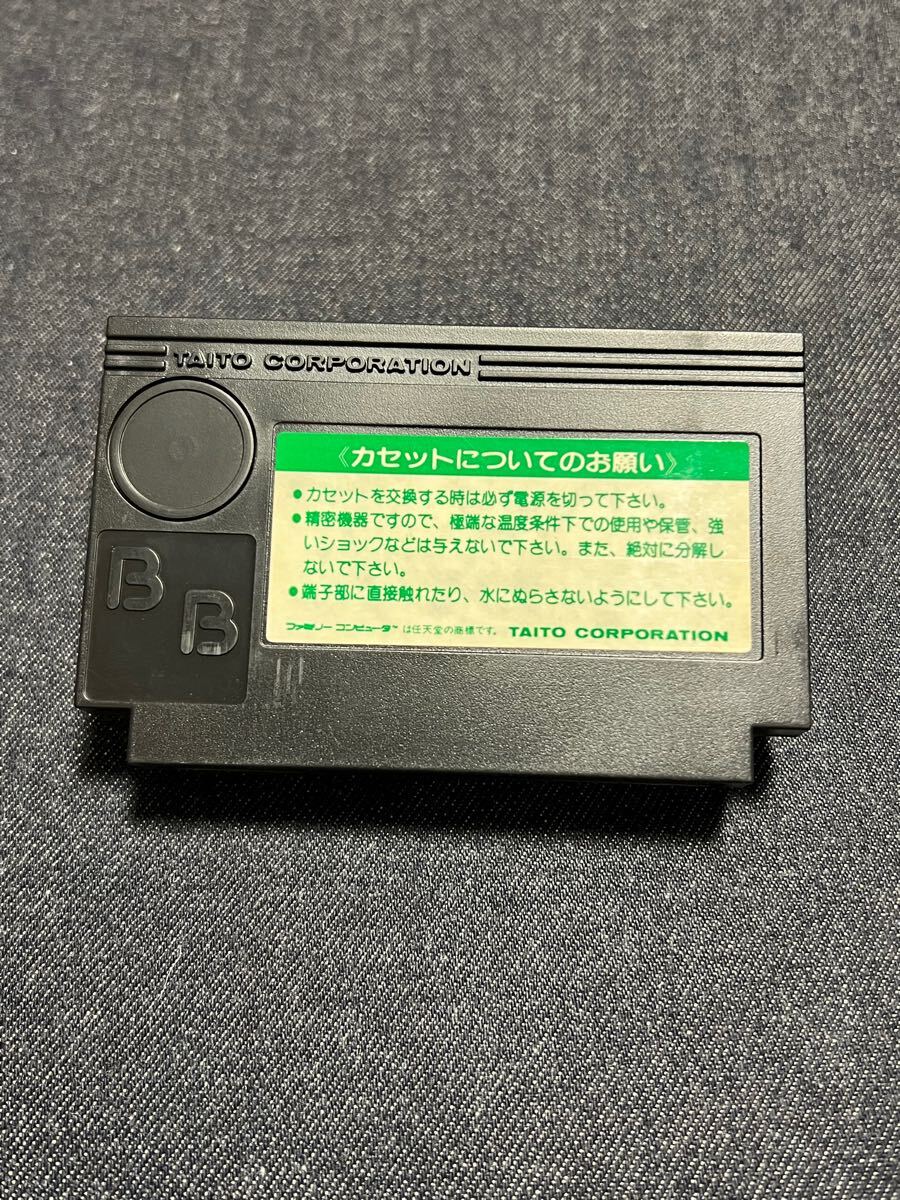 TAITO CORPORATION
《カセットについてのお願い》
B
B
●カセットを交換する時は必ず電源を切って下さい。
●精密機器ですので、極端な温度条件下での使用や保管、強
いショックなどは与えないで下さい。また、絶対に分解し
ないで下さい。
●端子部に直接触れたり、水にぬらさないようにして下さい。
ファミリー コンピュータ™ は任天堂の商標です。 TAITO CORPORATION